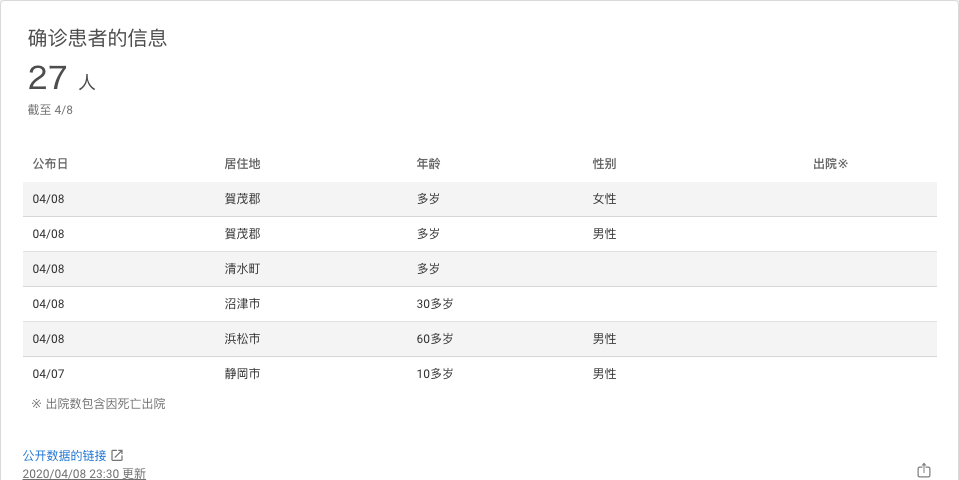 确诊患者的信息
27 人
截至 4/8
公布日 居住地 年龄 性别 出院※
04/08 賀茂郡 多岁 女性
04/08 賀茂郡 多岁 男性
04/08 清水町 多岁
04/08 沼津市 30多岁
04/08 浜松市 60多岁 男性
04/07 静岡市 10多岁 男性
※ 出院数包含因死亡出院
公开数据的链接
2020/04/08 23:30 更新